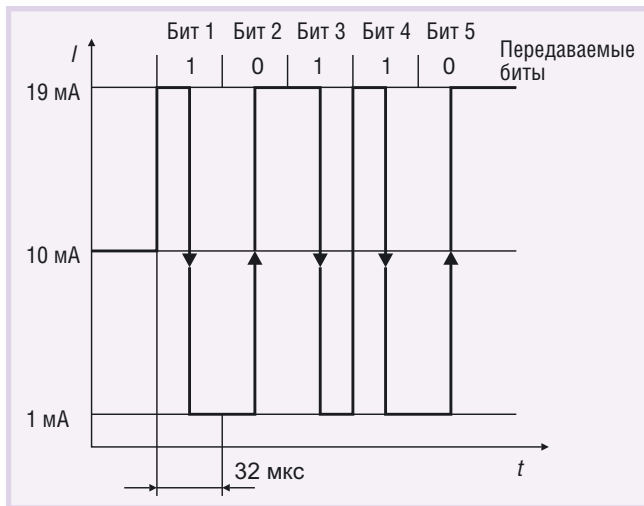 Бит 1 Бит 2 Бит 3 Бит 4 Бит 5
I
1 0 1 1 0
Передаваемые
биты
19 мА
10 мА
1 мА
32 мкс
t